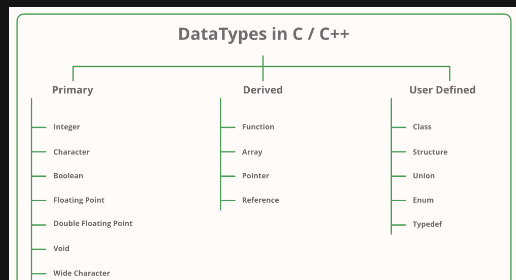 DataTypes in C / C++
Primary
Integer
Character
Boolean
Floating Point
Double Floating Point
Void
Wide Character
Derived
Function
Array
Pointer
Reference
User Defined
Class
Structure
Union
Enum
Typedef